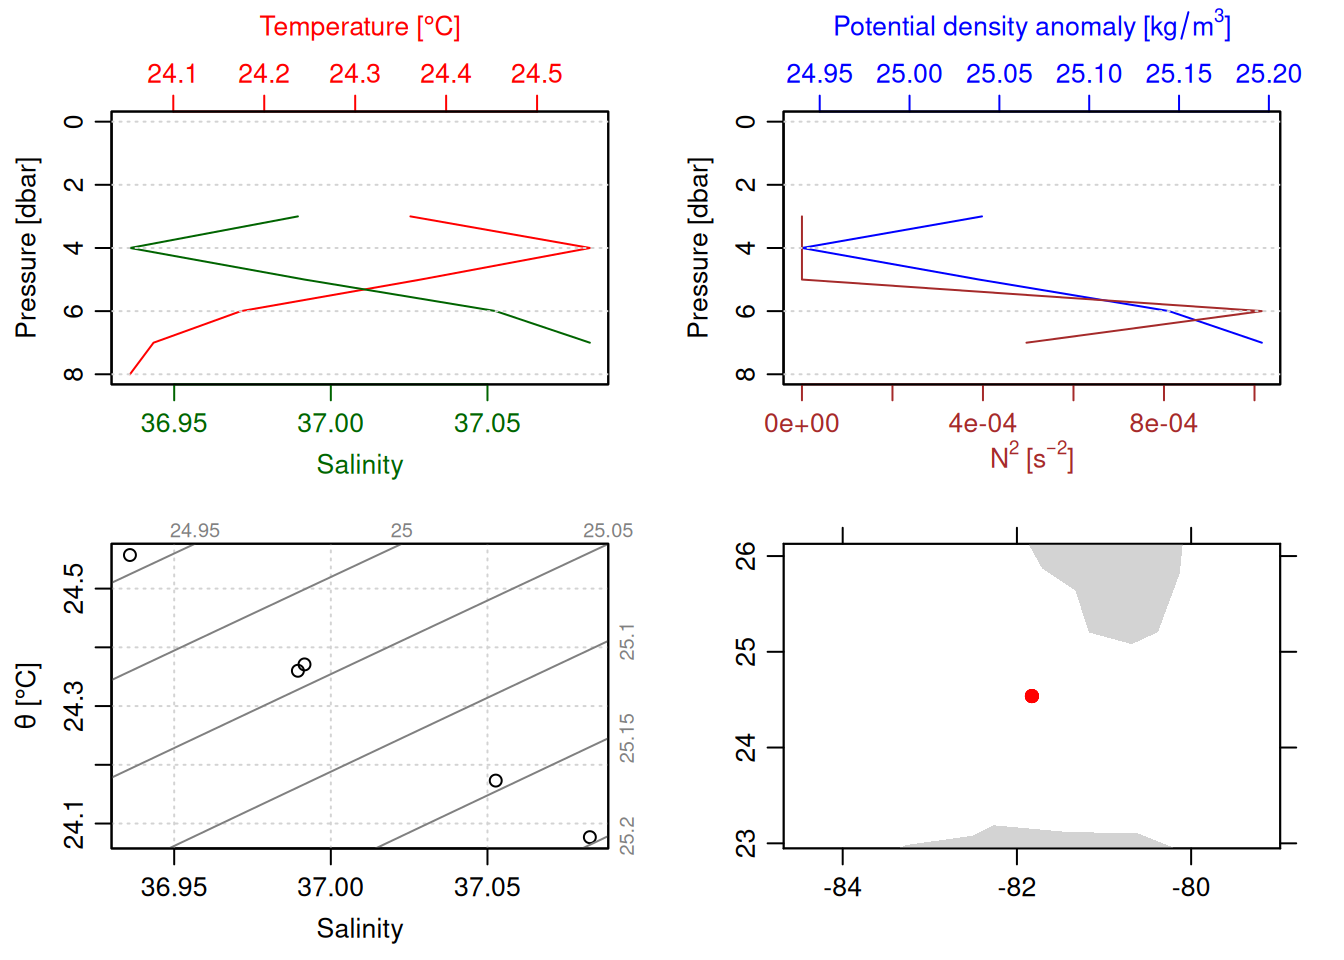 Temperature [°C]
24.1 24.2 24.3 24.4 24.5
Pressure [dbar]
0
2
4
6
8
36.95 37.00 37.05
Salinity
Potential density anomaly [kg/m³]
24.95 25.00 25.05 25.10 25.15 25.20
Pressure [dbar]
0
2
4
6
8
0e+00 4e-04 8e-04
N² [s⁻²]
24.95 25 25.05
θ [°C]
24.5
24.3
24.1
25.1
25.15
25.2
36.95 37.00 37.05
Salinity
26
25
24
23
-84 -82 -80